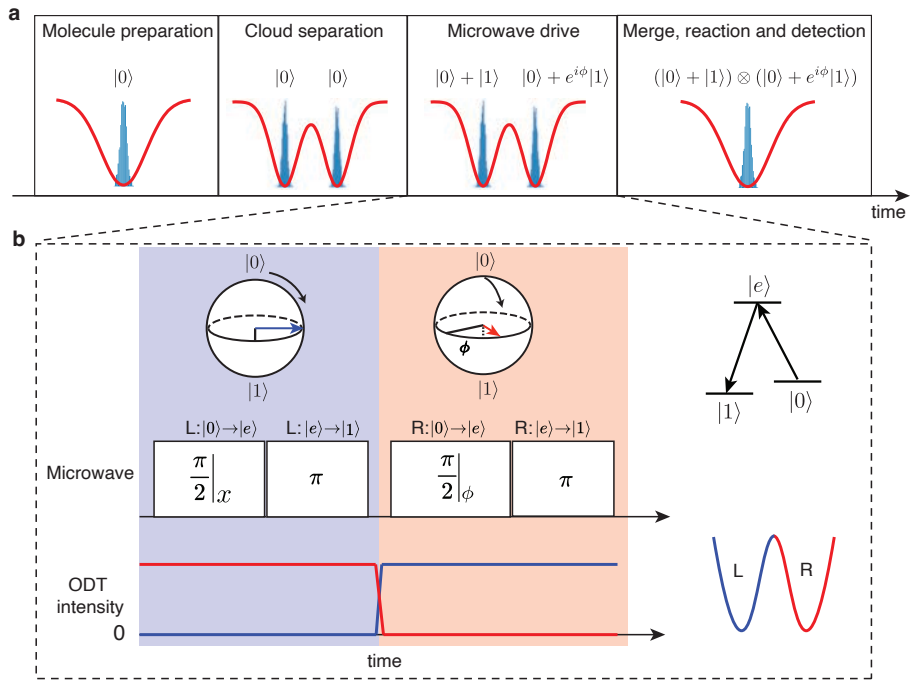 a
Molecule preparation
Cloud separation
Microwave drive
Merge, reaction and detection
|0⟩
|0⟩ |0⟩
|0⟩ + |1⟩ |0⟩ + e^{iϕ}|1⟩
(|0⟩ + |1⟩) ⊗ (|0⟩ + e^{iϕ}|1⟩)
time
b
|0⟩
|1⟩
|0⟩
ϕ
|1⟩
|e⟩
|1⟩
|0⟩
L:|0⟩→|e⟩ L:|e⟩→|1⟩ R:|0⟩→|e⟩ R:|e⟩→|1⟩
Microwave
π/2|x
π
π/2|ϕ
π
ODT
intensity
0
time
L R